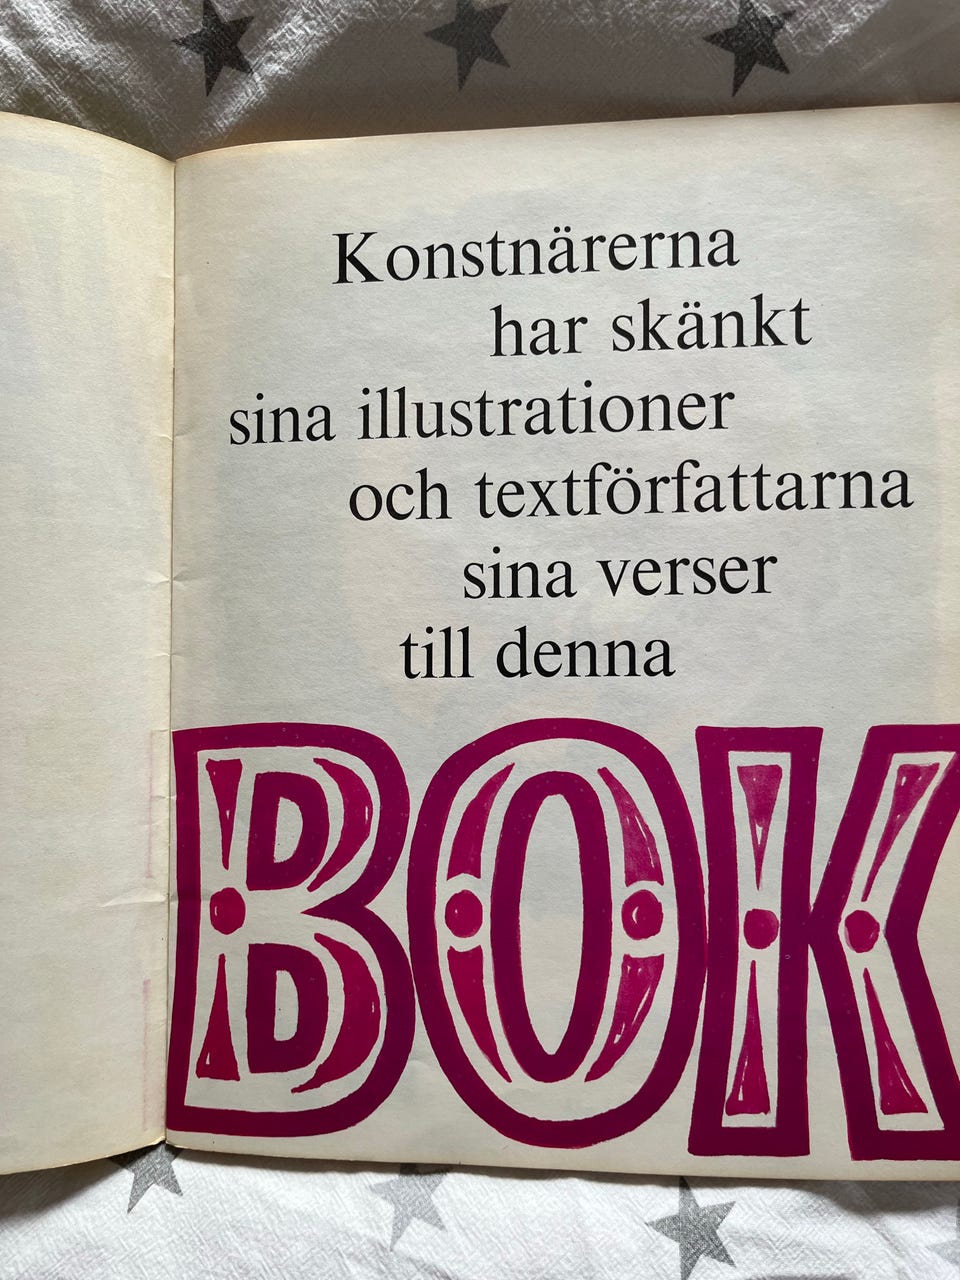 Konstnärerna
har skänkt
sina illustrationer
och textförfattarna
sina verser
till denna
BOK